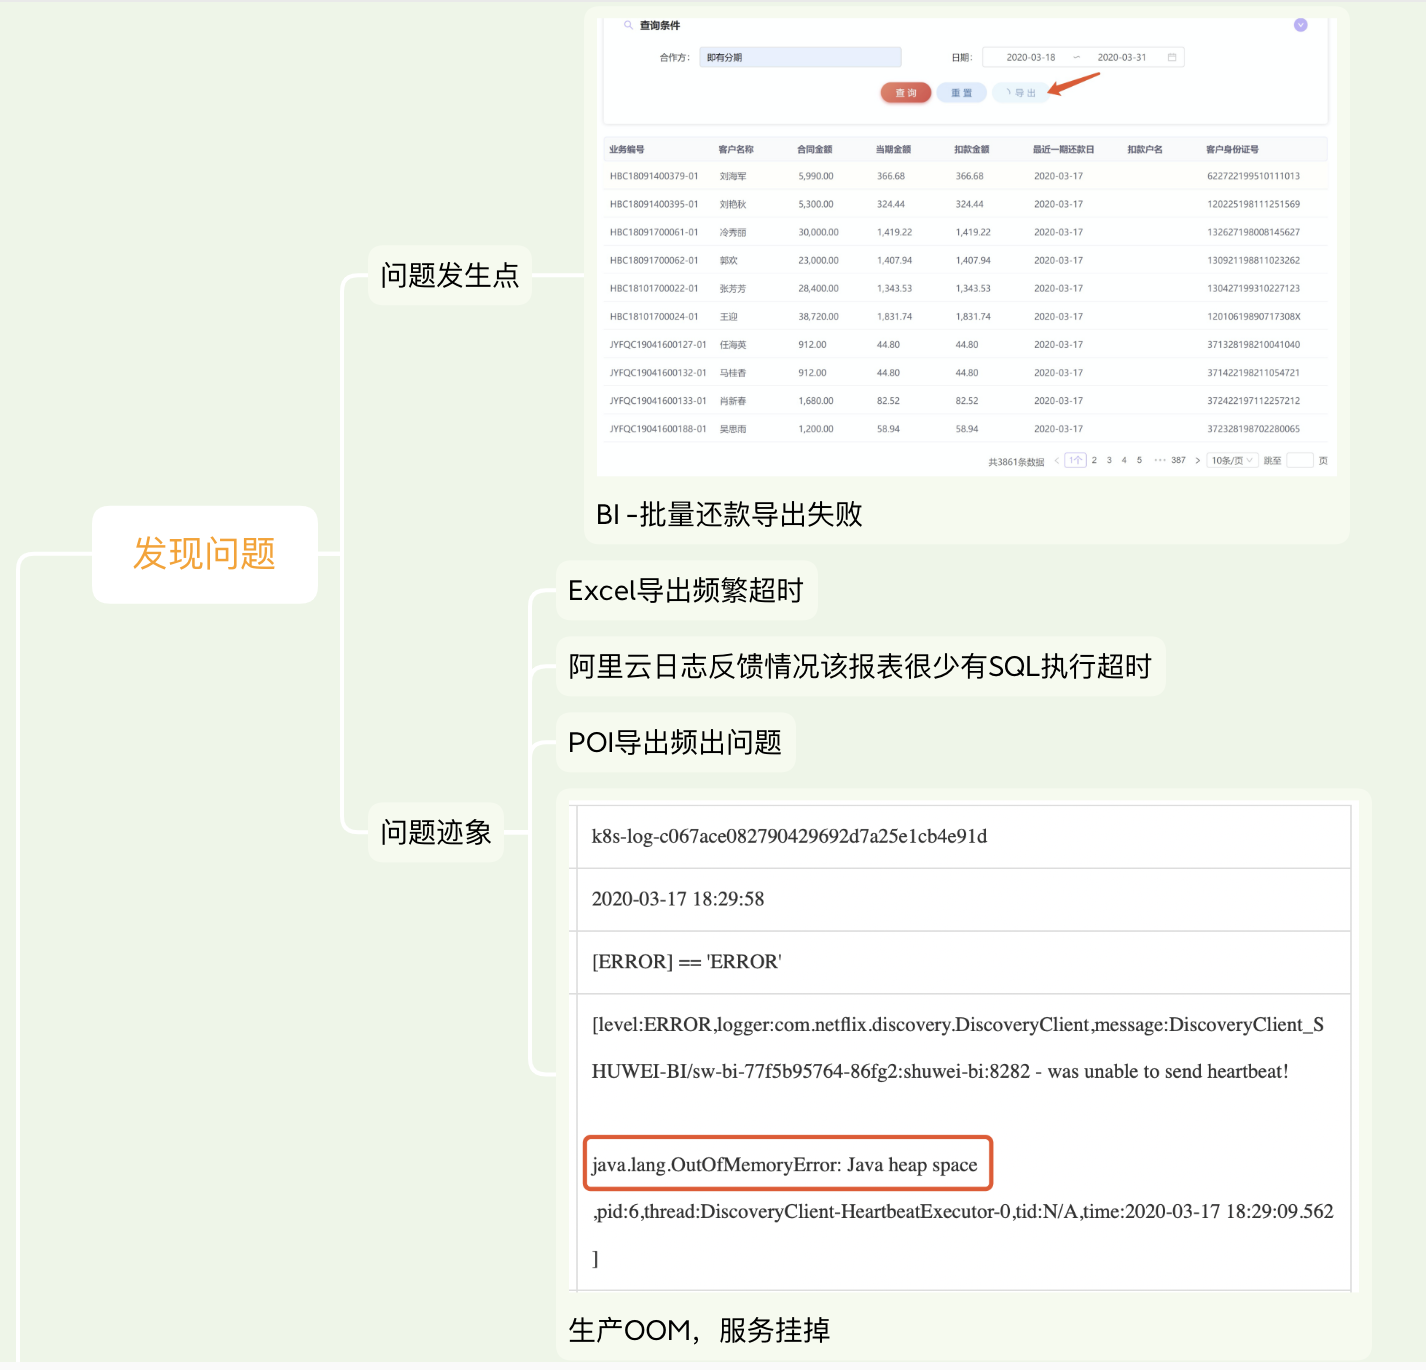 查询条件
合作方： 即有分期 日期： 2020-03-18 ~ 2020-03-31
查 询 重 置 导 出
业务编号 客户名称 合同金额 当期金额 扣款金额 最近一期还款日 扣款户名 客户身份证号
HBC18091400379-01 刘海军 5,990.00 366.68 366.68 2020-03-17 622722199510111013
HBC18091400395-01 刘艳秋 5,300.00 324.44 324.44 2020-03-17 120225198111251569
HBC18091700061-01 冷秀丽 30,000.00 1,419.22 1,419.22 2020-03-17 132627198008145627
HBC18091700062-01 郭欢 23,000.00 1,407.94 1,407.94 2020-03-17 130921198811023262
HBC18101700022-01 张芳芳 28,400.00 1,343.53 1,343.53 2020-03-17 130427199310227123
HBC18101700024-01 王迎 38,720.00 1,831.74 1,831.74 2020-03-17 12010619890717308X
JYFQC19041600127-01 任海英 912.00 44.80 44.80 2020-03-17 371328198210041040
JYFQC19041600132-01 马桂香 912.00 44.80 44.80 2020-03-17 371422198211054721
JYFQC19041600133-01 肖新春 1,680.00 82.52 82.52 2020-03-17 372422197112257212
JYFQC19041600188-01 吴思雨 1,200.00 58.94 58.94 2020-03-17 372328198702280065
共3861条数据 < 1个 2 3 4 5 ··· 387 > 10条/页 跳至 页
BI -批量还款导出失败
问题发生点
发现问题
Excel导出频繁超时
阿里云日志反馈情况该报表很少有SQL执行超时
POI导出频出问题
问题迹象
k8s-log-c067ace082790429692d7a25e1cb4e91d
2020-03-17 18:29:58
[ERROR] == 'ERROR'
[level:ERROR,logger:com.netflix.discovery.DiscoveryClient,message:DiscoveryClient_S
HUWEI-BI/sw-bi-77f5b95764-86fg2:shuwei-bi:8282 - was unable to send heartbeat!
java.lang.OutOfMemoryError: Java heap space
,pid:6,thread:DiscoveryClient-HeartbeatExecutor-0,tid:N/A,time:2020-03-17 18:29:09.562
]
生产OOM，服务挂掉